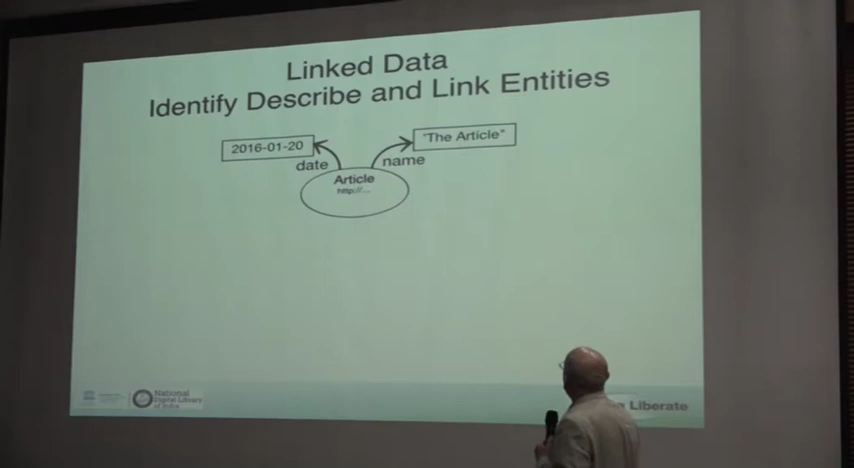 Linked Data
Identify Describe and Link Entities
2016-01-20
"The Article"
date
name
Article
http://...
National
Digital Library
of India
Liberate